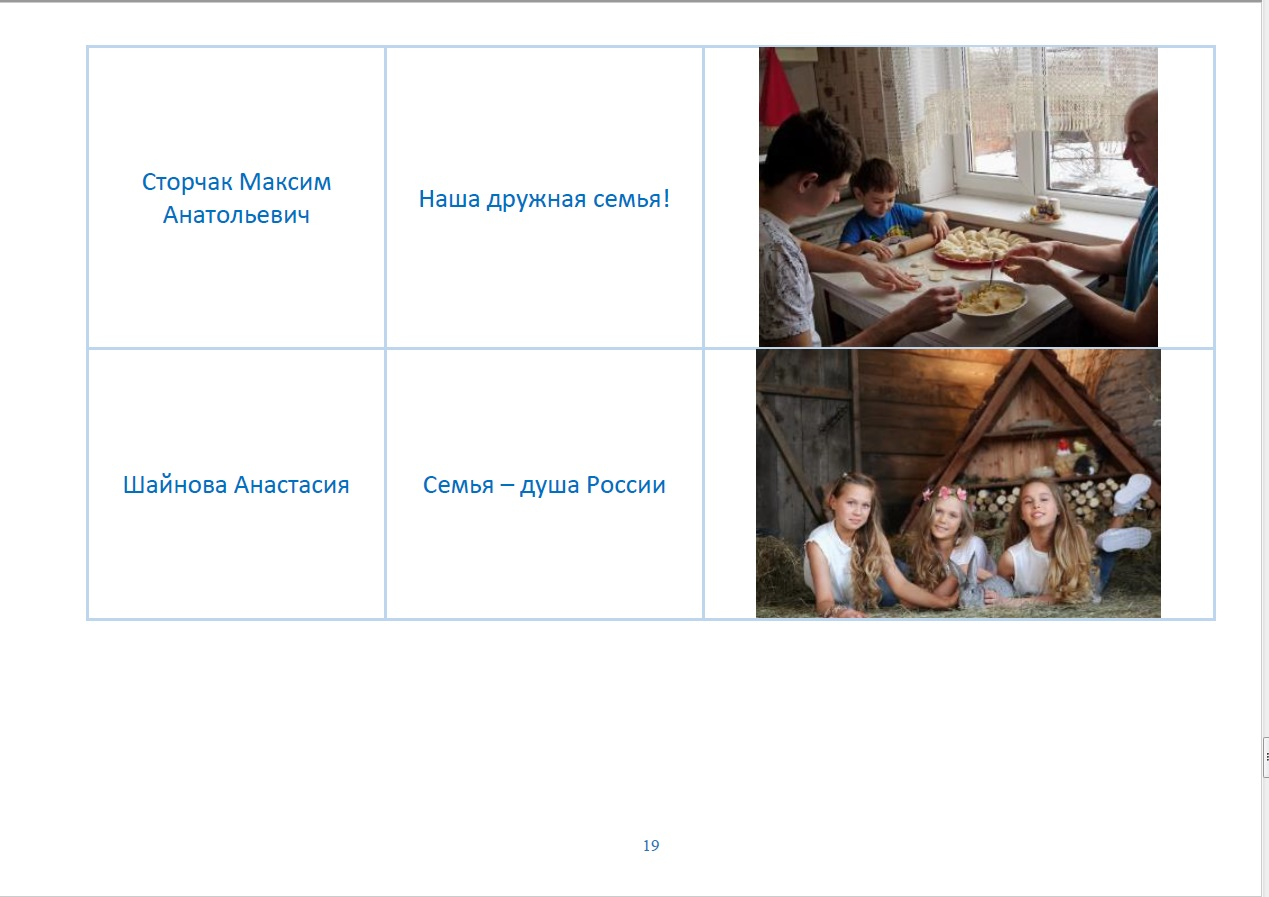 Сторчак Максим
Анатольевич
Наша дружная семья!
Шайнова Анастасия
Семья – душа России
19